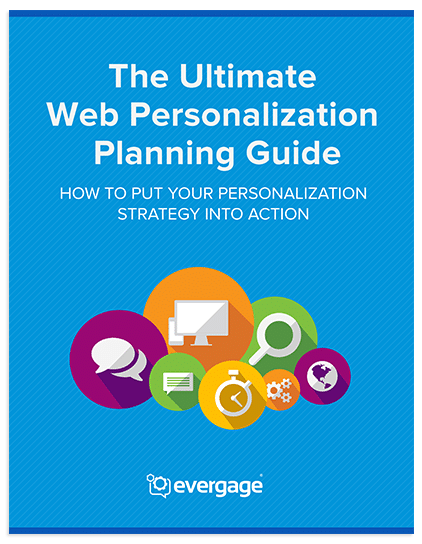 The Ultimate
Web Personalization
Planning Guide
HOW TO PUT YOUR PERSONALIZATION
STRATEGY INTO ACTION
evergage®